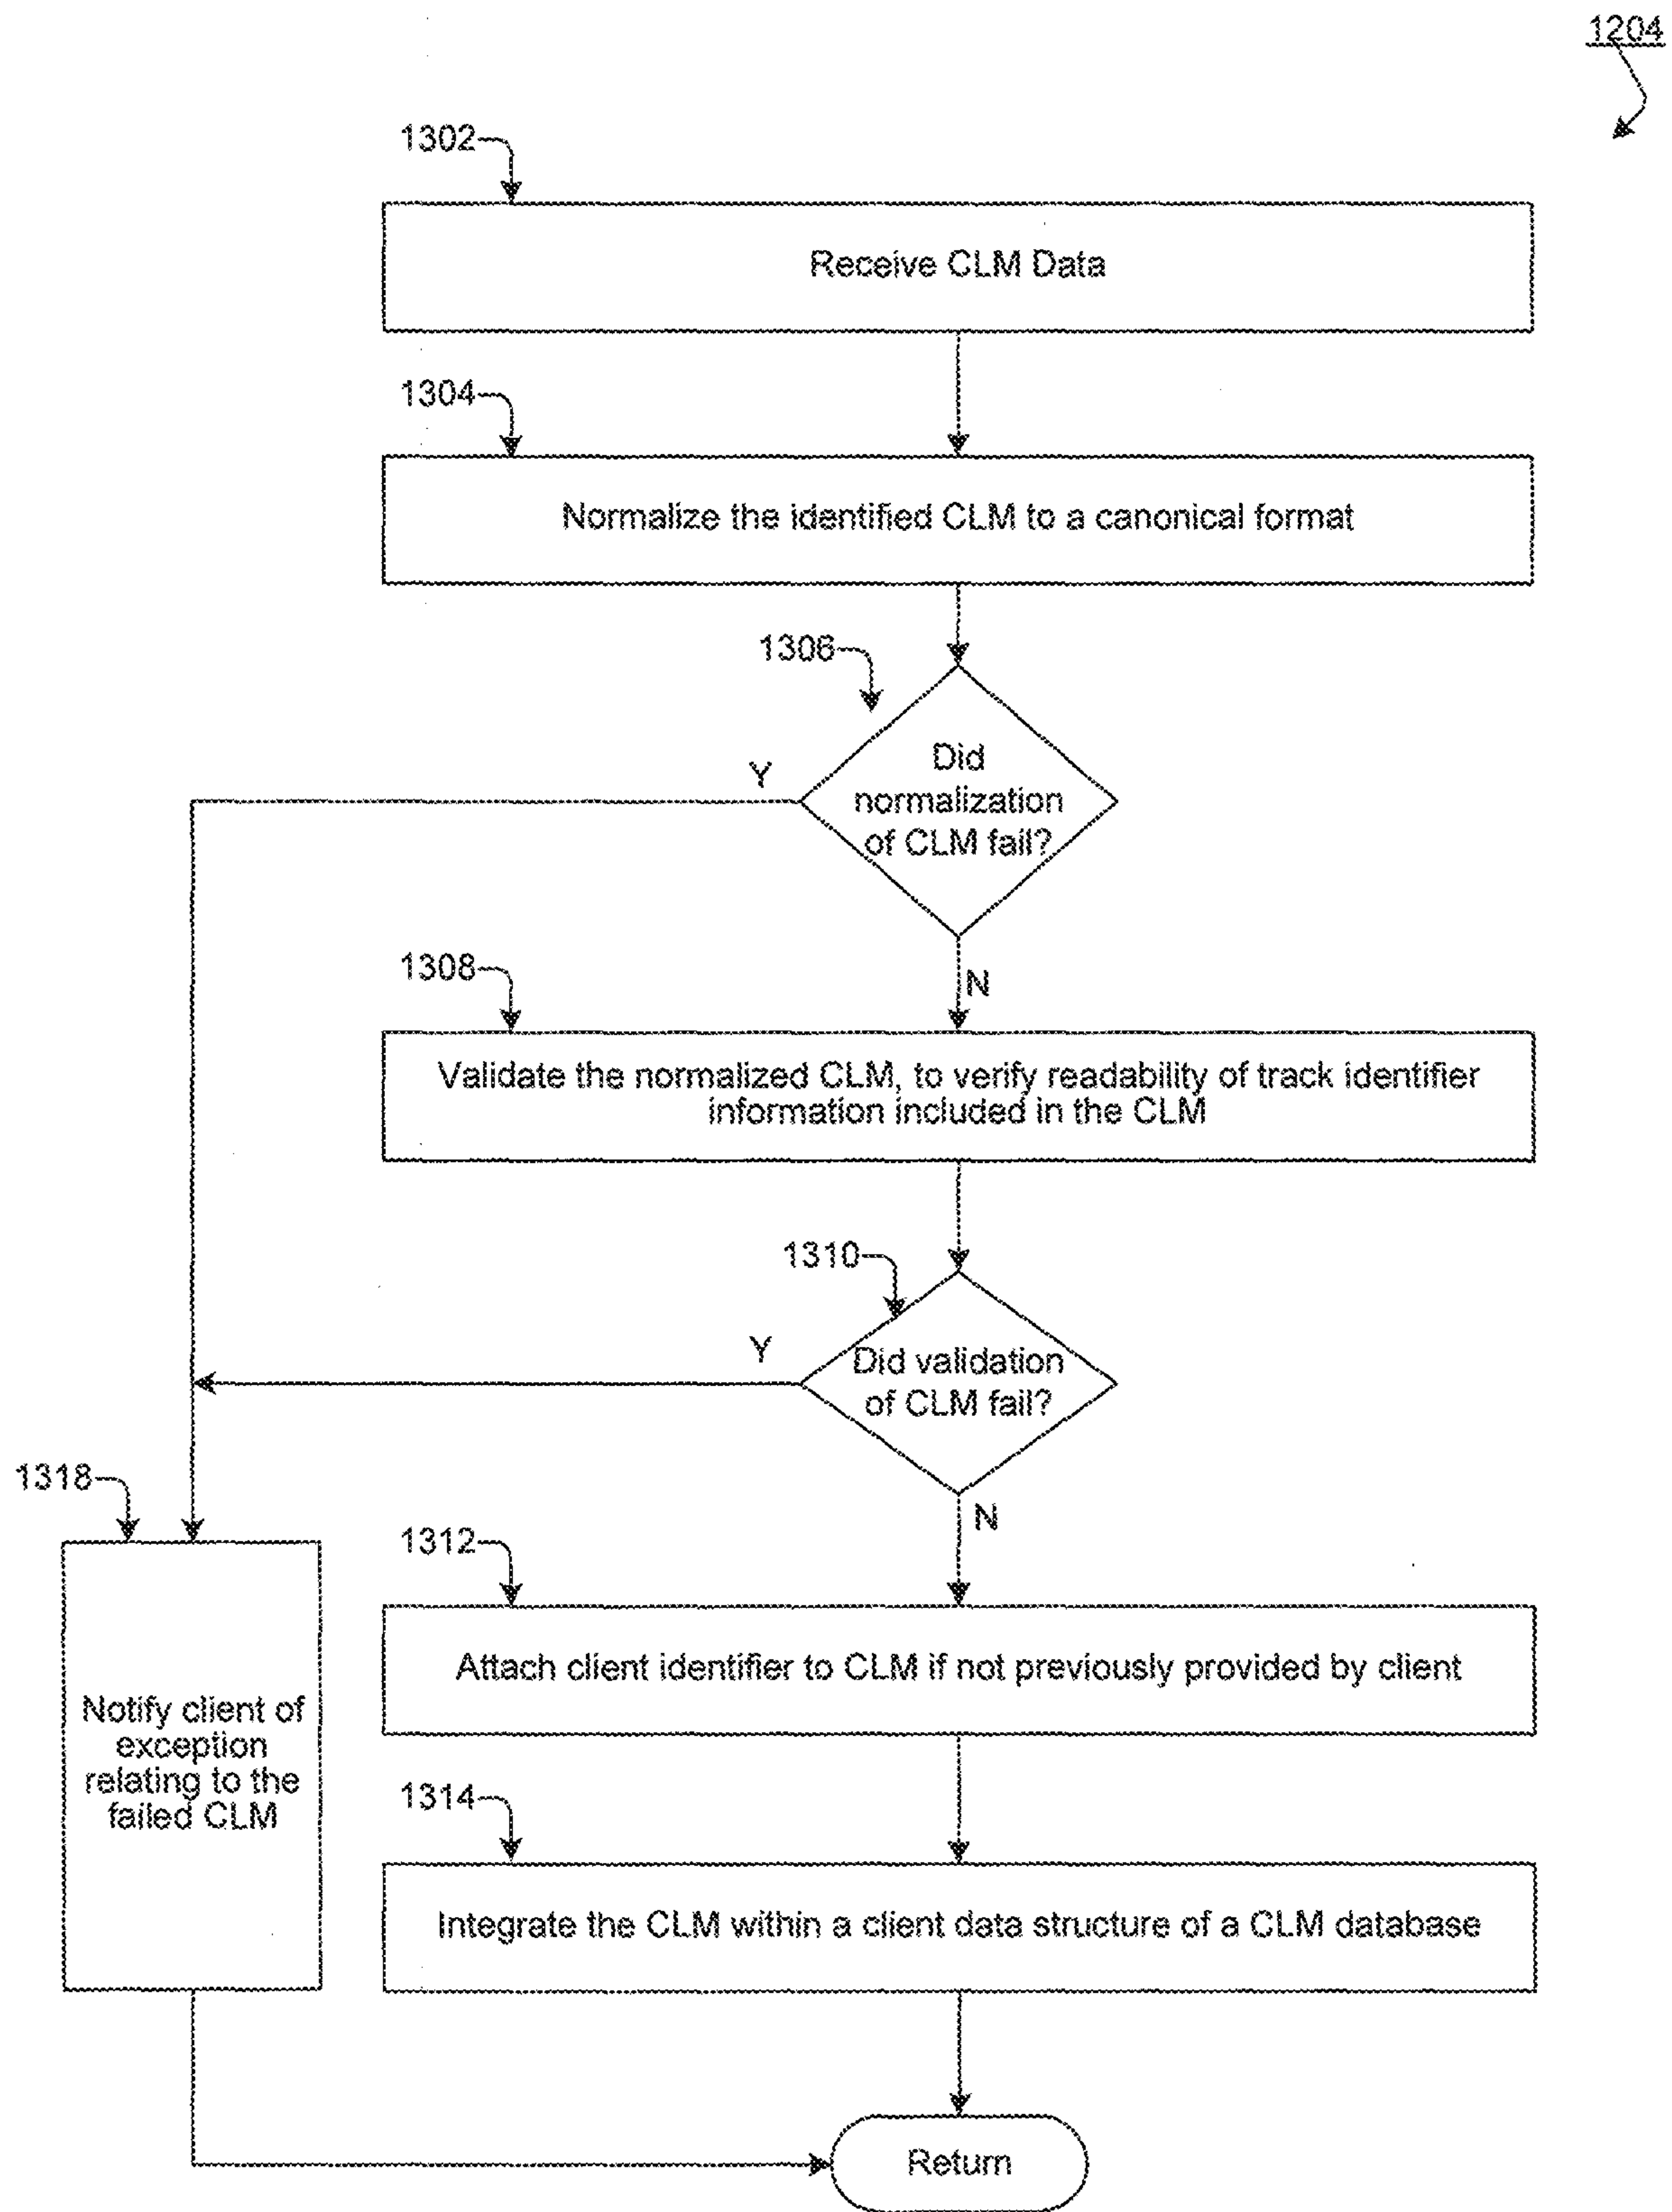 1204
1302
Receive CLM Data
1304
Normalize the identified CLM to a canonical format
1306
Did
normalization
of CLM fail?
Y
N
1308
Validate the normalized CLM, to verify readability of track identifier
information included in the CLM
1310
Did validation
of CLM fail?
Y
N
1318
Notify client of
exception
relating to the
failed CLM
1312
Attach client identifier to CLM if not previously provided by client
1314
Integrate the CLM within a client data structure of a CLM database
Return